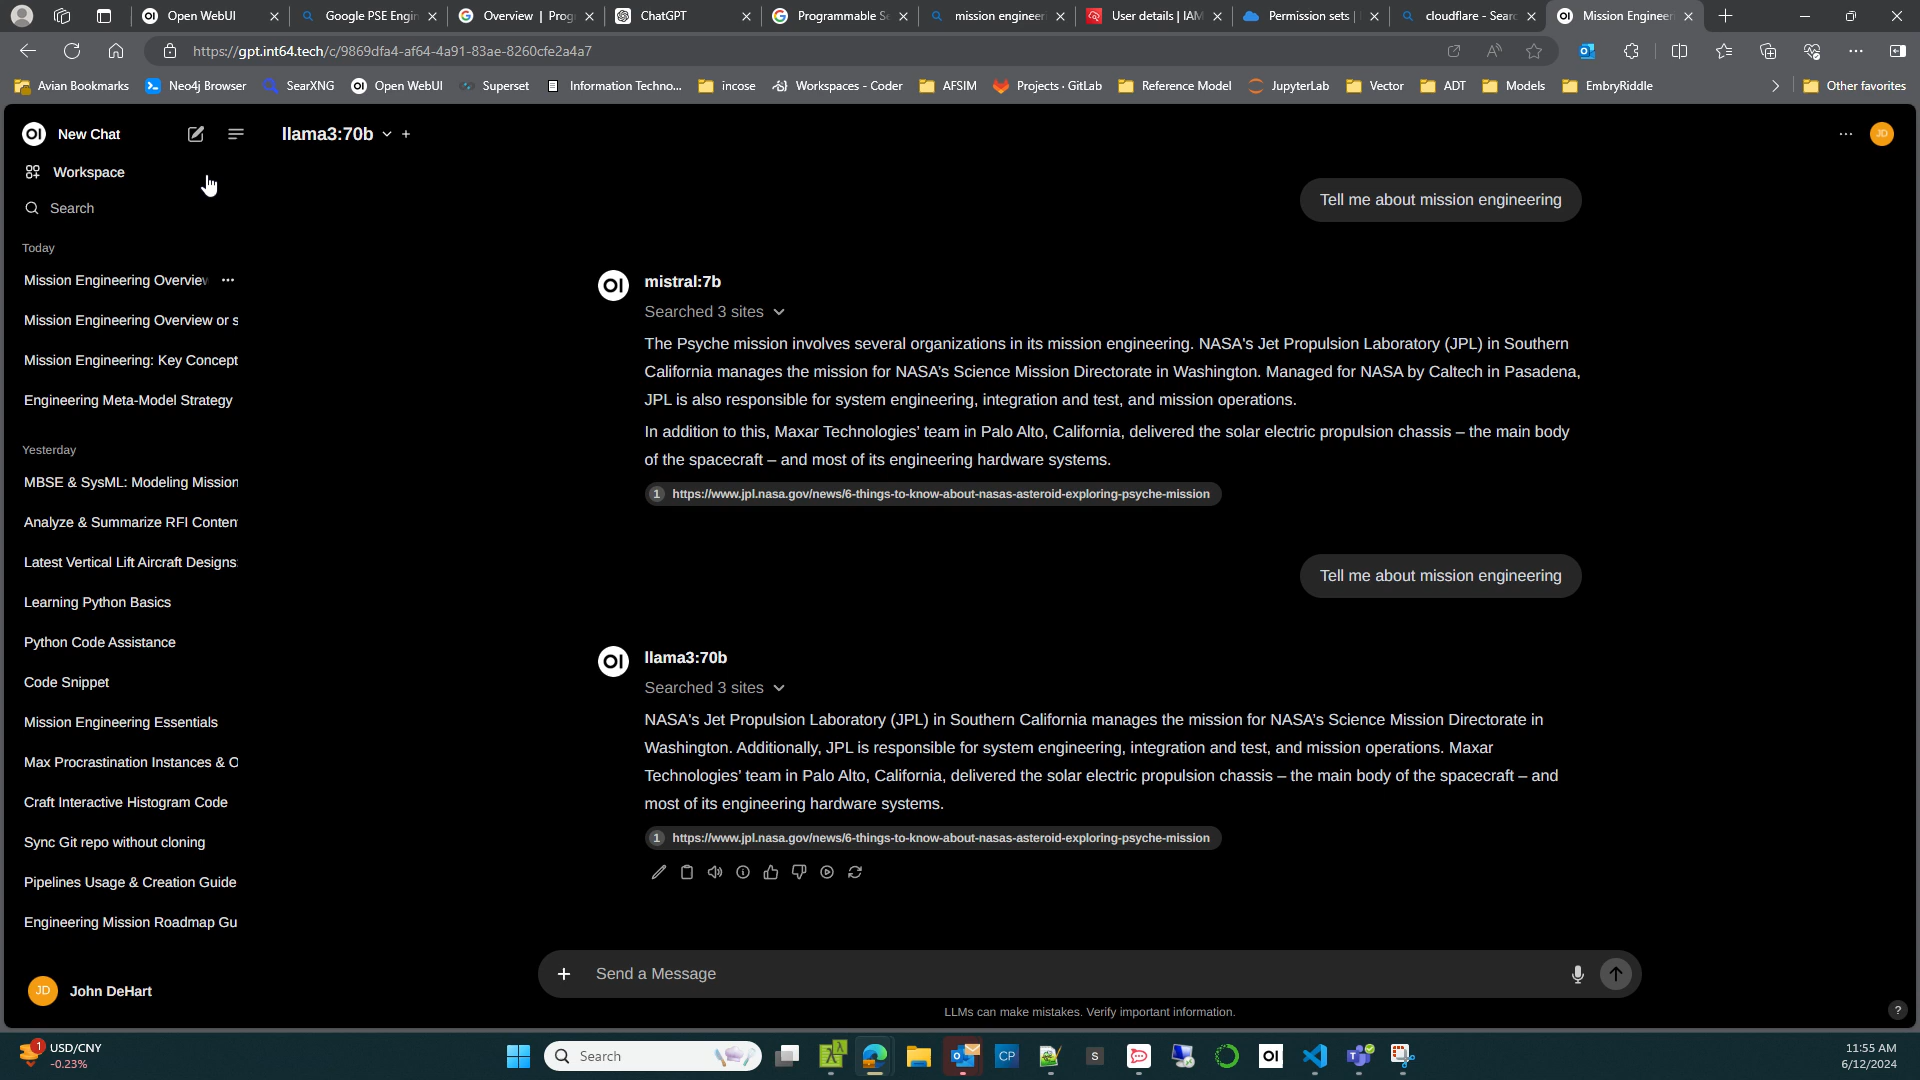 Open WebUI
Google PSE Engin
Overview | Prog
ChatGPT
Programmable Se
mission engineeri
User details | IAM
Permission sets |
cloudflare - Searc
Mission Engineer
https://gpt.int64.tech/c/9869dfa4-af64-4a91-83ae-8260cfe2a4a7
Avian Bookmarks
Neo4j Browser
SearXNG
Open WebUI
Superset
Information Techno...
incose
Workspaces - Coder
AFSIM
Projects · GitLab
Reference Model
JupyterLab
Vector
ADT
Models
EmbryRiddle
Other favorites
OI New Chat
llama3:70b
JD
Workspace
Search
Today
Mission Engineering Overview
Mission Engineering Overview or s
Mission Engineering: Key Concept
Engineering Meta-Model Strategy
Yesterday
MBSE & SysML: Modeling Mission
Analyze & Summarize RFI Conten
Latest Vertical Lift Aircraft Designs
Learning Python Basics
Python Code Assistance
Code Snippet
Mission Engineering Essentials
Max Procrastination Instances & C
Craft Interactive Histogram Code
Sync Git repo without cloning
Pipelines Usage & Creation Guide
Engineering Mission Roadmap Gu
JD John DeHart
Tell me about mission engineering
OI mistral:7b
Searched 3 sites
The Psyche mission involves several organizations in its mission engineering. NASA's Jet Propulsion Laboratory (JPL) in Southern
California manages the mission for NASA's Science Mission Directorate in Washington. Managed for NASA by Caltech in Pasadena,
JPL is also responsible for system engineering, integration and test, and mission operations.
In addition to this, Maxar Technologies' team in Palo Alto, California, delivered the solar electric propulsion chassis – the main body
of the spacecraft – and most of its engineering hardware systems.
1 https://www.jpl.nasa.gov/news/6-things-to-know-about-nasas-asteroid-exploring-psyche-mission
Tell me about mission engineering
OI llama3:70b
Searched 3 sites
NASA's Jet Propulsion Laboratory (JPL) in Southern California manages the mission for NASA's Science Mission Directorate in
Washington. Additionally, JPL is responsible for system engineering, integration and test, and mission operations. Maxar
Technologies' team in Palo Alto, California, delivered the solar electric propulsion chassis – the main body of the spacecraft – and
most of its engineering hardware systems.
1 https://www.jpl.nasa.gov/news/6-things-to-know-about-nasas-asteroid-exploring-psyche-mission
Send a Message
LLMs can make mistakes. Verify important information.
?
1 USD/CNY
-0.23%
Search
CP
S
OI
11:55 AM
6/12/2024